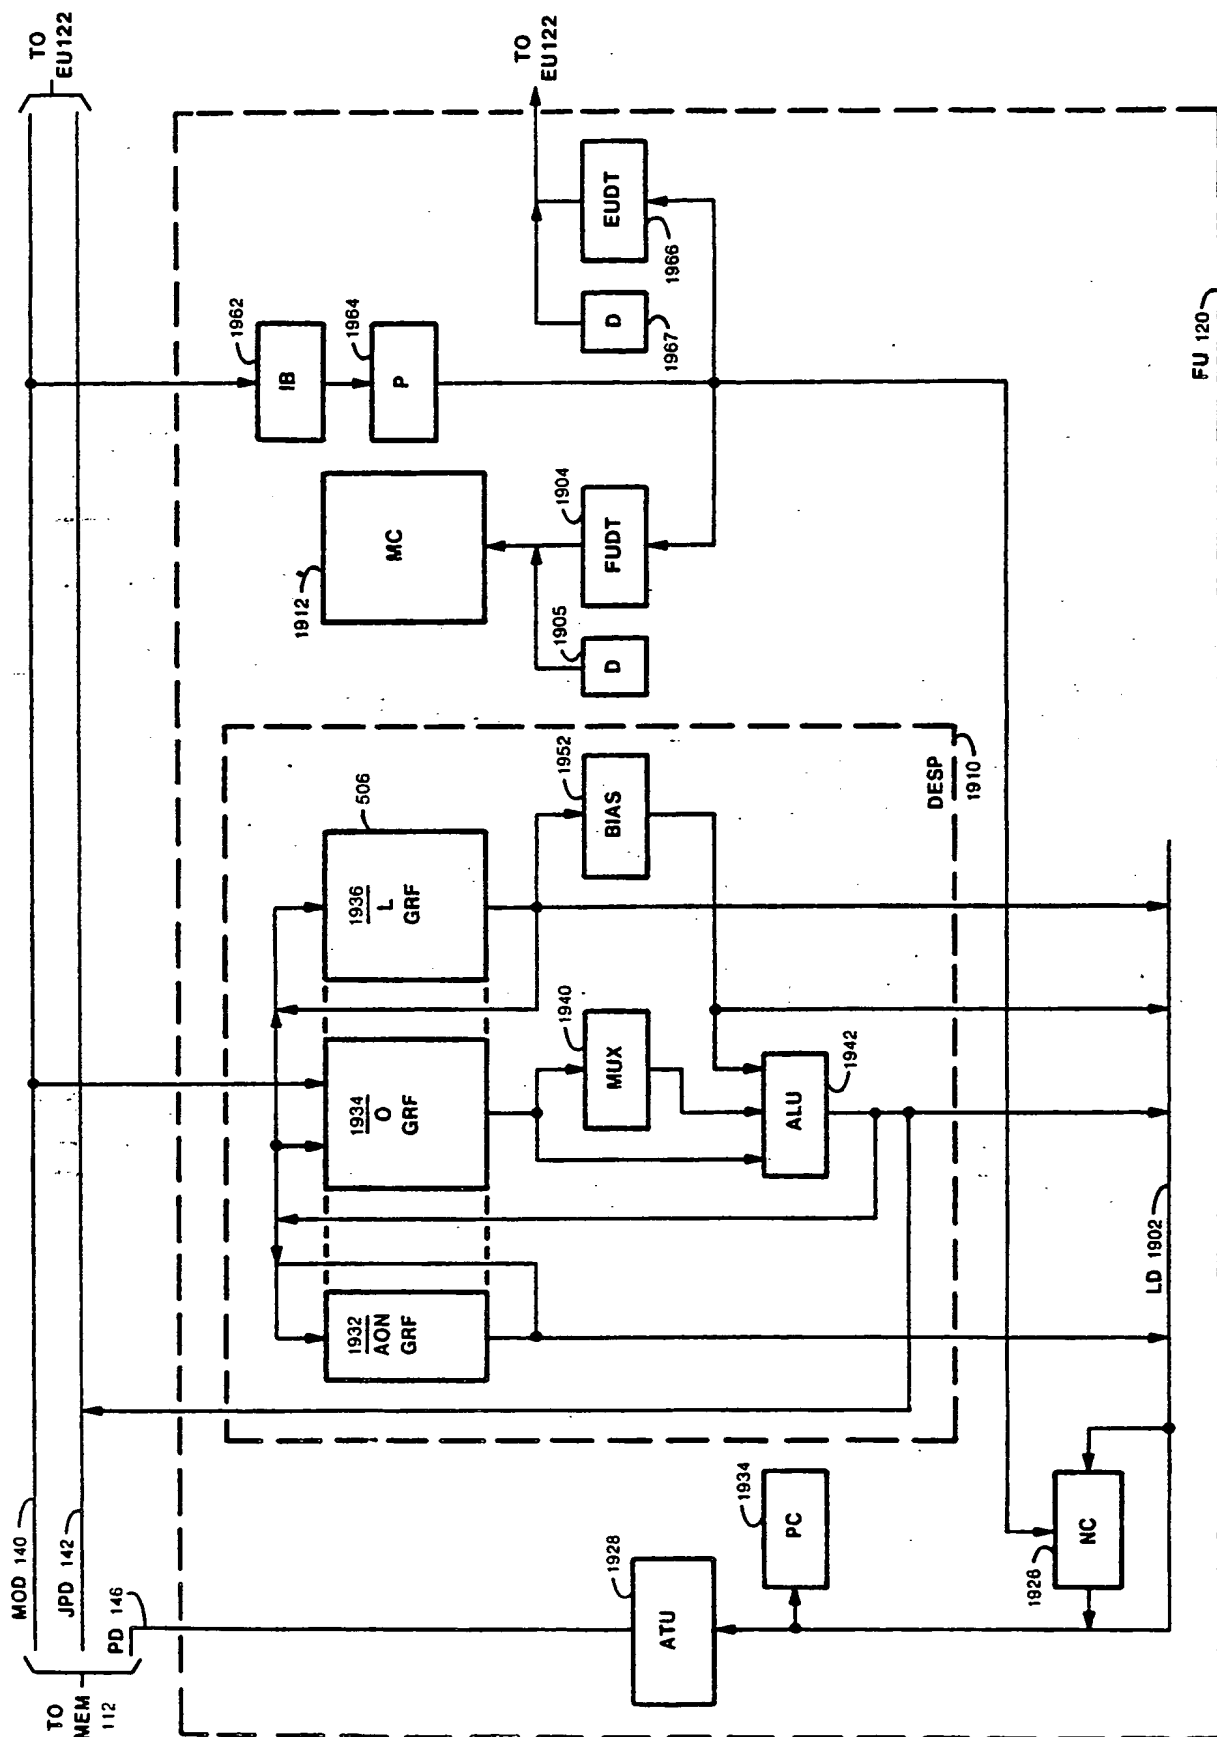 TO
MEM
112
MOD 140
JPD 142
PD 146
TO
EU122
TO
EU122
ATU
1928
PC
1934
NC
1926
1932
AON
GRF
1934
O
GRF
1936
L
GRF
506
MUX
1940
ALU
1942
BIAS
1952
DESP
1910
LD 1902
MC
1912
D
1905
FUDT
1904
IB
1962
P
1964
D
1967
EUDT
1966
FU 120